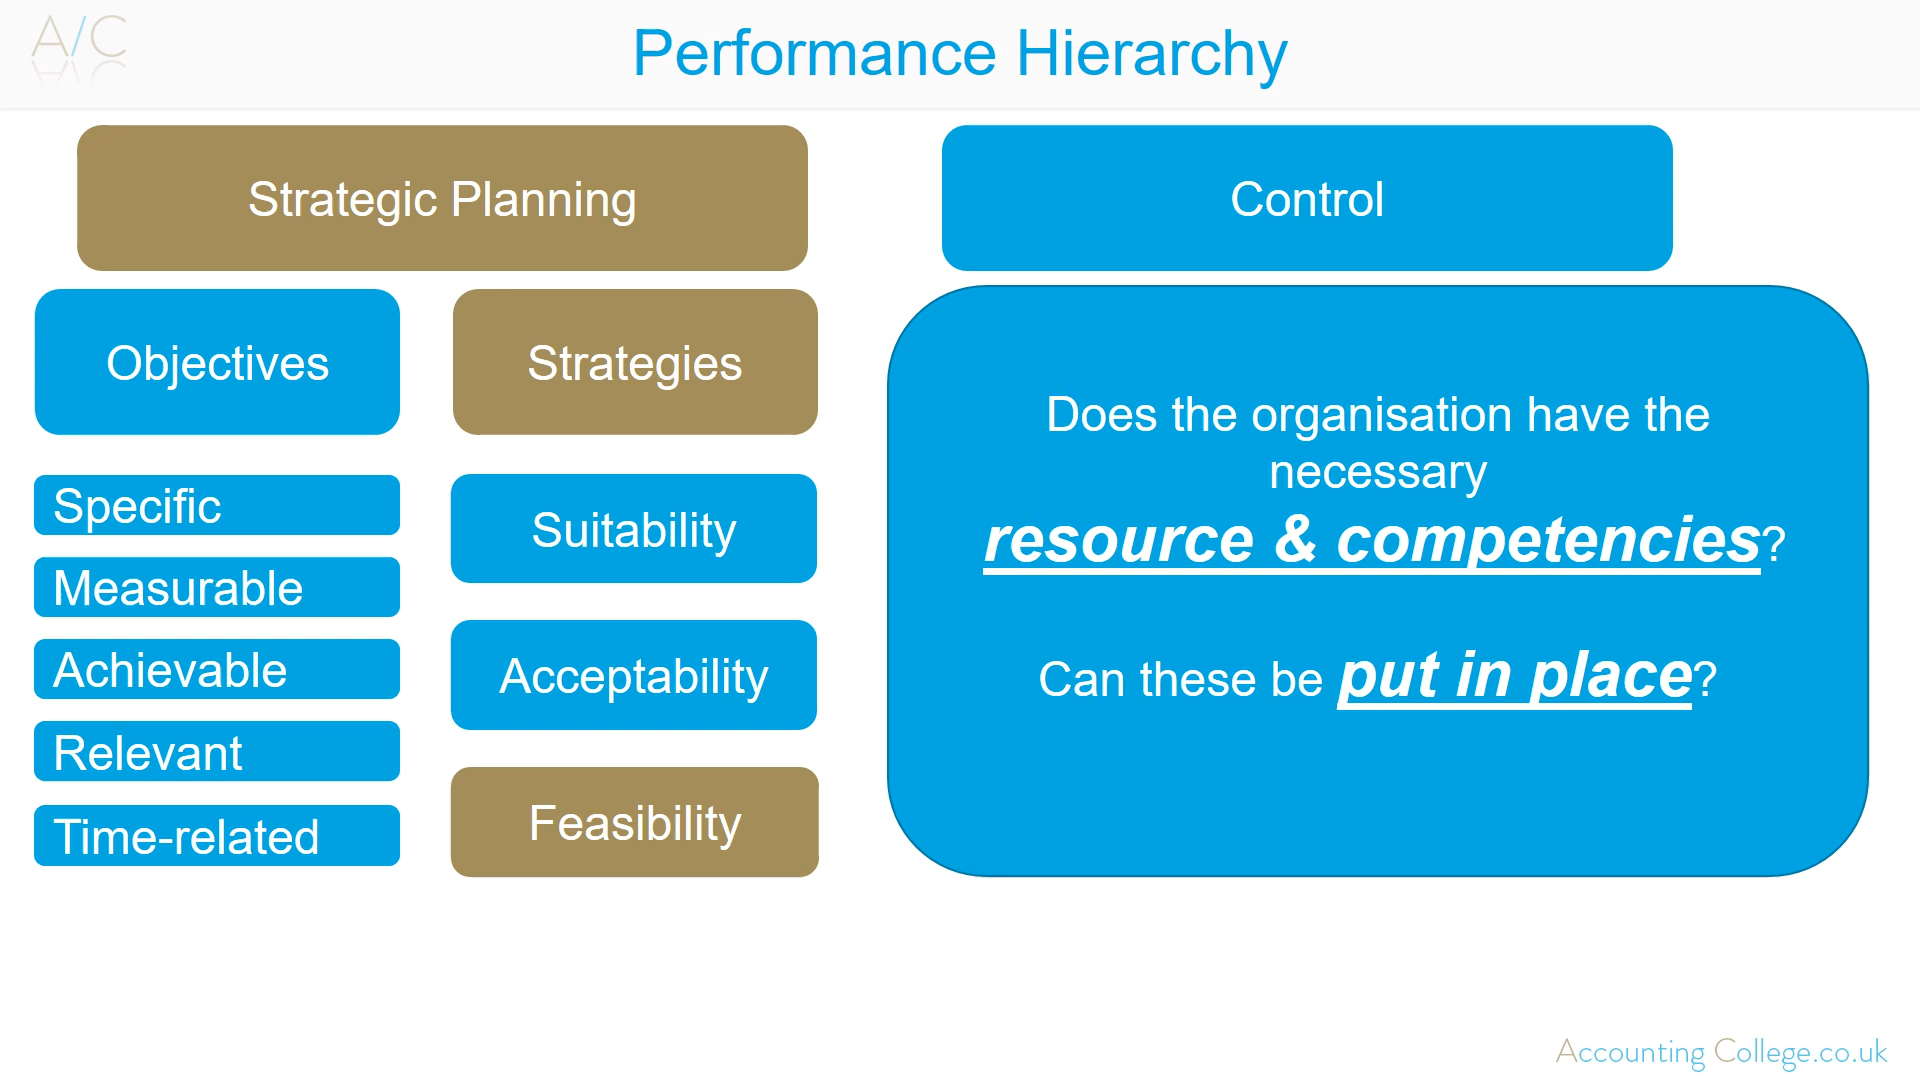 A/C
Performance Hierarchy
Strategic Planning
Control
Objectives
Strategies
Specific
Measurable
Achievable
Relevant
Time-related
Suitability
Acceptability
Feasibility
Does the organisation have the
necessary
resource & competencies?
Can these be put in place?
Accounting College.co.uk